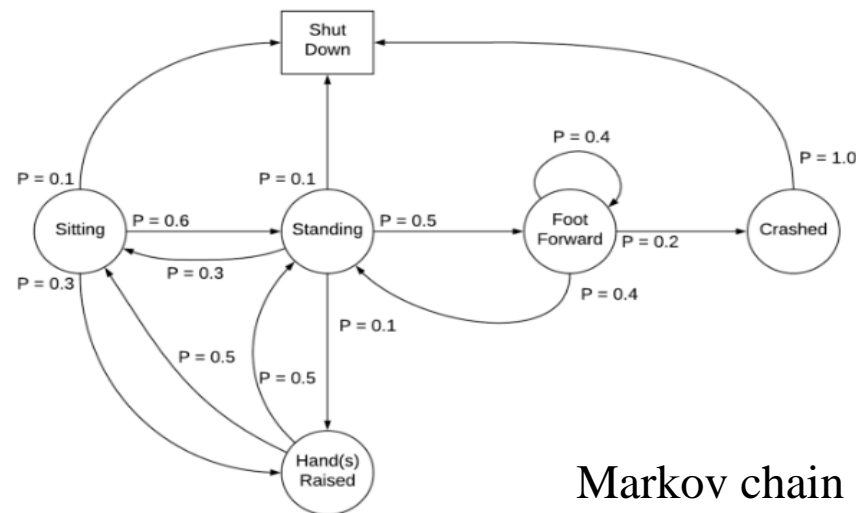 Shut
Down
P = 0.4
P = 0.1
P = 0.1
P = 1.0
Sitting
P = 0.6
Standing
P = 0.5
Foot
Forward
P = 0.2
Crashed
P = 0.3
P = 0.3
P = 0.4
P = 0.1
P = 0.5
P = 0.5
Hand(s)
Raised
Markov chain